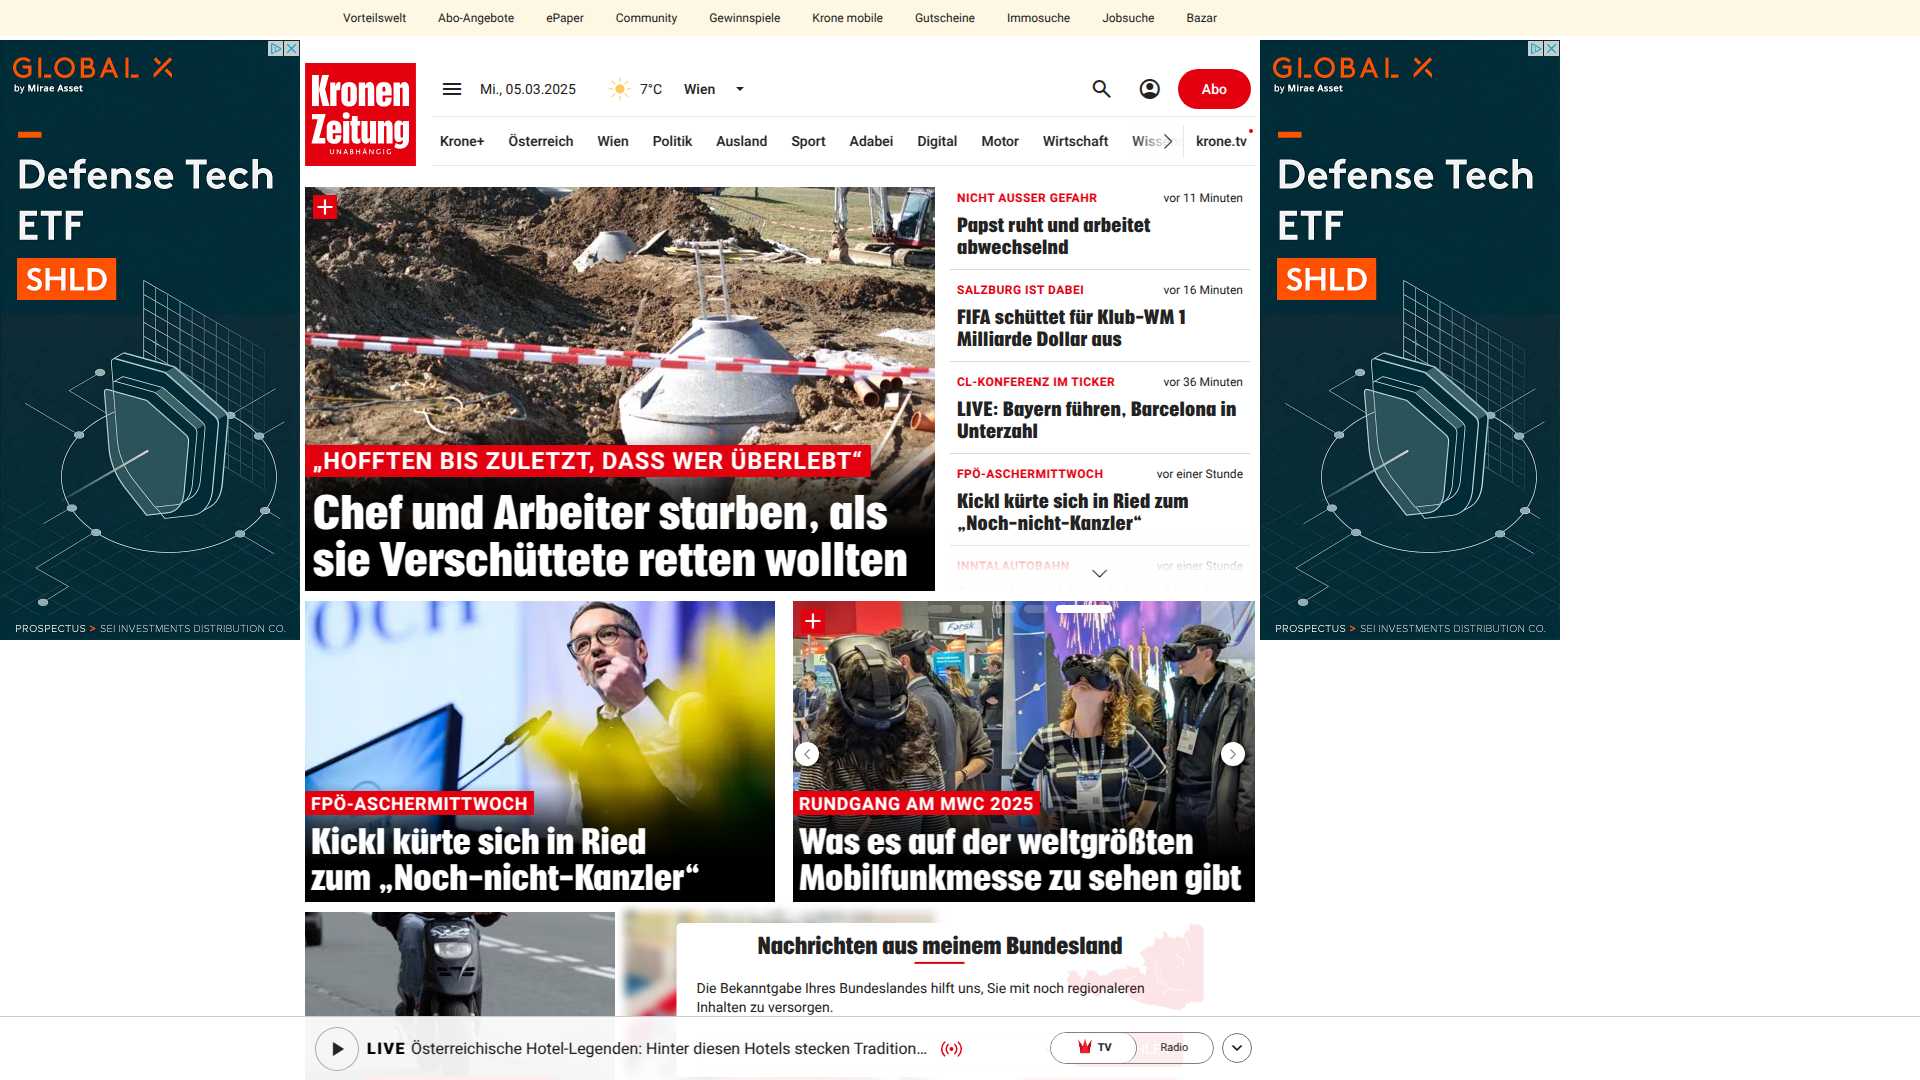 Vorteilswelt
Abo-Angebote
ePaper
Community
Gewinnspiele
Krone mobile
Gutscheine
Immosuche
Jobsuche
Bazar
GLOBAL X
by Mirae Asset
Defense Tech
ETF
SHLD
PROSPECTUS > SEI INVESTMENTS DISTRIBUTION CO.
Kronen
Zeitung
UNABHÄNGIG
Mi., 05.03.2025
7°C
Wien
Abo
Krone+
Österreich
Wien
Politik
Ausland
Sport
Adabei
Digital
Motor
Wirtschaft
krone.tv
„HOFFTEN BIS ZULETZT, DASS WER ÜBERLEBT“
Chef und Arbeiter starben, als
sie Verschüttete retten wollten
NICHT AUSSER GEFAHR
vor 11 Minuten
Papst ruht und arbeitet
abwechselnd
SALZBURG IST DABEI
vor 16 Minuten
FIFA schüttet für Klub-WM 1
Milliarde Dollar aus
CL-KONFERENZ IM TICKER
vor 36 Minuten
LIVE: Bayern führen, Barcelona in
Unterzahl
FPÖ-ASCHERMITTWOCH
vor einer Stunde
Kickl kürte sich in Ried zum
„Noch-nicht-Kanzler“
INNTALAUTOBAHN
vor einer Stunde
GLOBAL X
by Mirae Asset
Defense Tech
ETF
SHLD
PROSPECTUS > SEI INVESTMENTS DISTRIBUTION CO.
OCH
FPÖ-ASCHERMITTWOCH
Kickl kürte sich in Ried
zum „Noch-nicht-Kanzler“
RUNDGANG AM MWC 2025
Was es auf der weltgrößten
Mobilfunkmesse zu sehen gibt
Nachrichten aus meinem Bundesland
Die Bekanntgabe Ihres Bundeslandes hilft uns, Sie mit noch regionaleren
Inhalten zu versorgen.
LIVE Österreichische Hotel-Legenden: Hinter diesen Hotels stecken Tradition...
TV
Radio